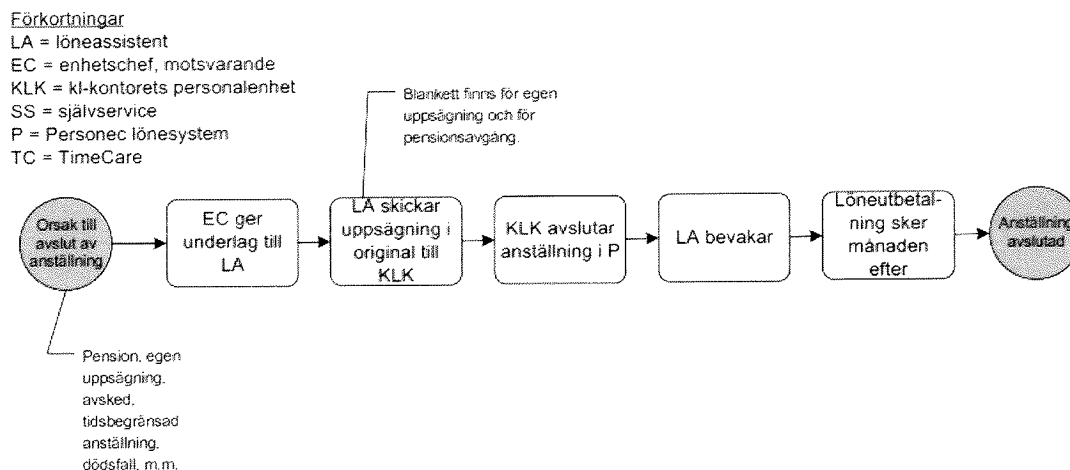 Förkortningar
LA = löneassistent
EC = enhetschef, motsvarande
KLK = kl-kontorets personalenhet
SS = självservice
P = Personec lönesystem
TC = TimeCare
Blankett finns för egen
uppsägning och för
pensionsavgång.
Orsak till
avslut av
anställning
EC ger
underlag till
LA
LA skickar
uppsägning i
original till
KLK
KLK avslutar
anställning i P
LA bevakar
Löneutbetal-
ning sker
månaden
efter
Anställning
avslutad
Pension, egen
uppsägning,
avsked,
tidsbegränsad
anställning,
dödsfall, m.m.